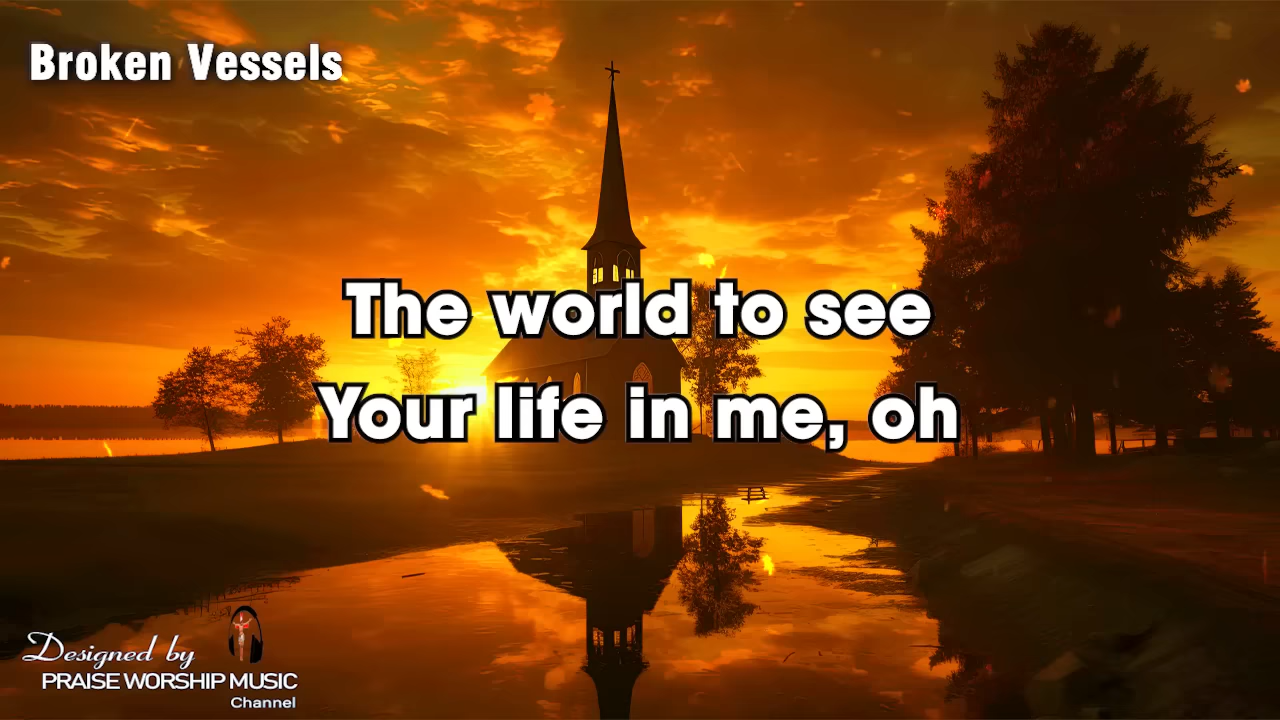 Broken Vessels
The world to see
Your life in me, oh
Designed by
PRAISE WORSHIP MUSIC
Channel